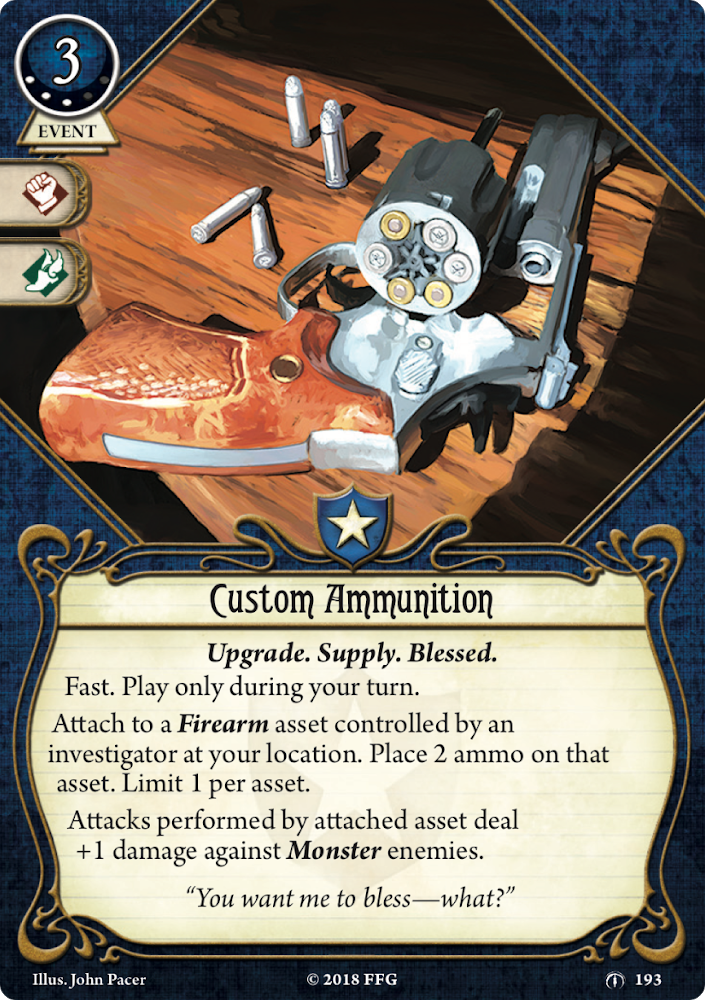 3
EVENT
Custom Ammunition
Upgrade. Supply. Blessed.
Fast. Play only during your turn.
Attach to a Firearm asset controlled by an
investigator at your location. Place 2 ammo on that
asset. Limit 1 per asset.
Attacks performed by attached asset deal
+1 damage against Monster enemies.
“You want me to bless—what?”
Illus. John Pacer
© 2018 FFG
193